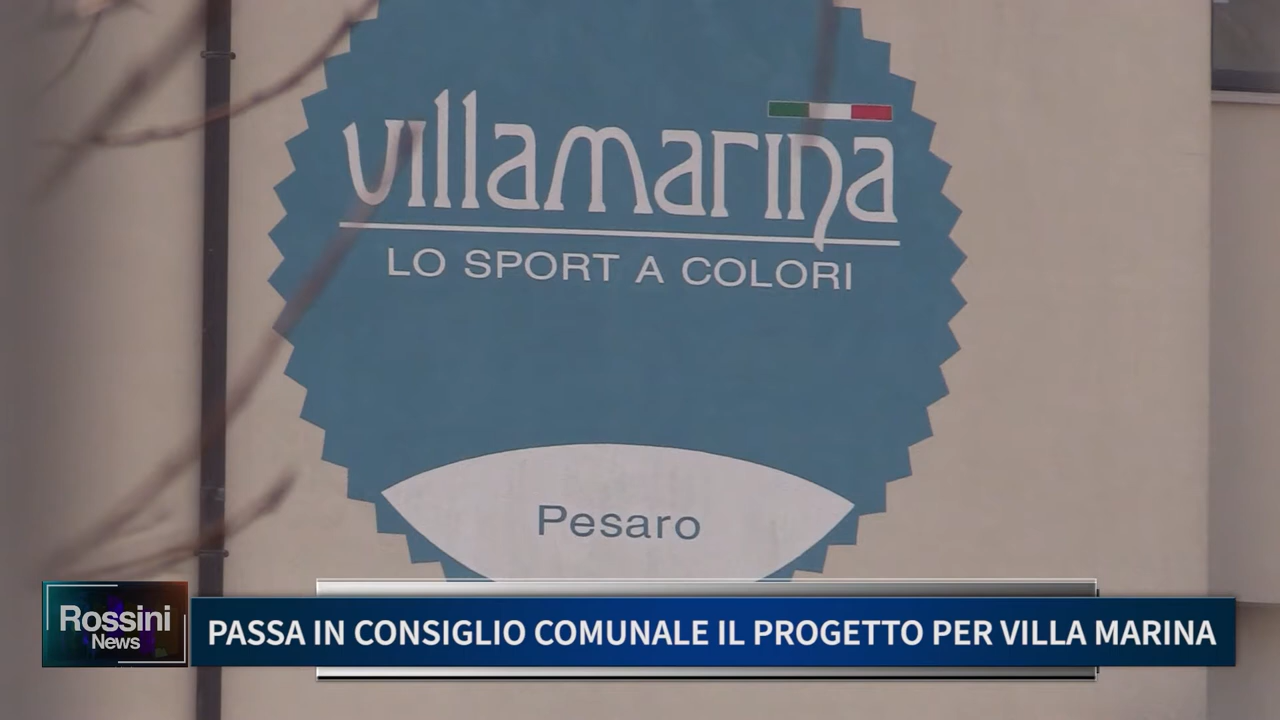 villamarina
LO SPORT A COLORI
Pesaro
Rossini
News
PASSA IN CONSIGLIO COMUNALE IL PROGETTO PER VILLA MARINA